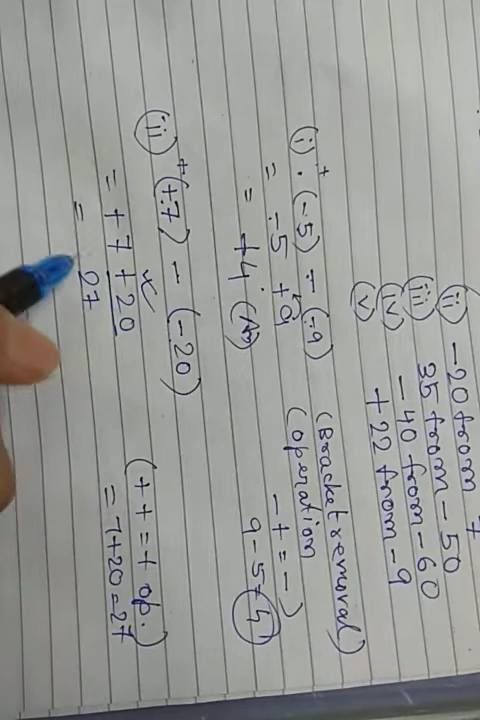 (ii) -20 from 7
(iii) 35 from -50
(iv) -40 from -60
(v) +22 from -9
(i) + (-5) - (-9) (Bracket removal)
= -5 + 9 (operation
- + = -)
= +4 (Ans) 9 - 5 = 4
(ii) + (+7) - (-20)
= +7 + 20 (+ + = + op.)
= 27 = 7+20=27